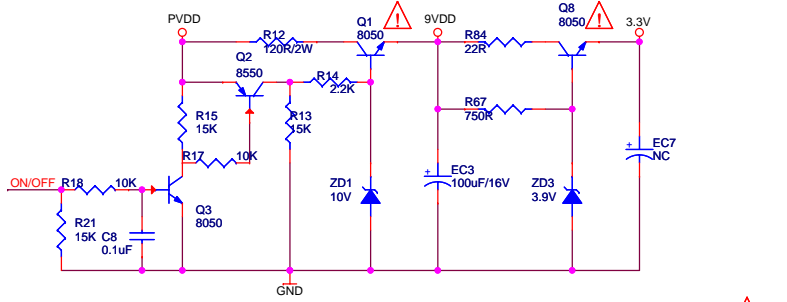 PVDD
R12
120R/2W
Q1
8050
9VDD
R84
22R
Q8
8050
3.3V
Q2
8550
R14
2.2K
R15
15K
R13
15K
R67
750R
R17
10K
EC7
NC
ON/OFF
R18
10K
ZD1
10V
EC3
100uF/16V
ZD3
3.9V
Q3
8050
R21
15K
C8
0.1uF
GND